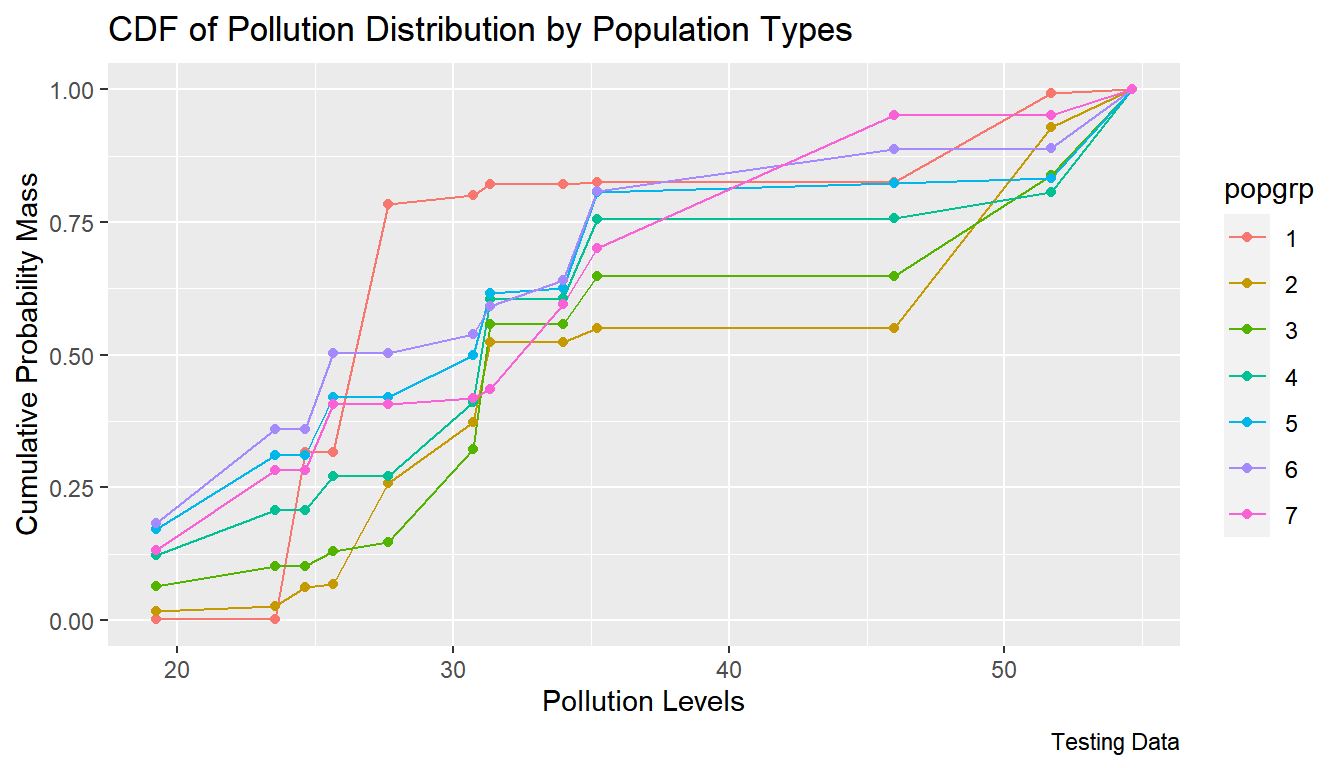 CDF of Pollution Distribution by Population Types
Cumulative Probability Mass
1.00
0.75
0.50
0.25
0.00
20 30 40 50
Pollution Levels
popgrp
1
2
3
4
5
6
7
Testing Data